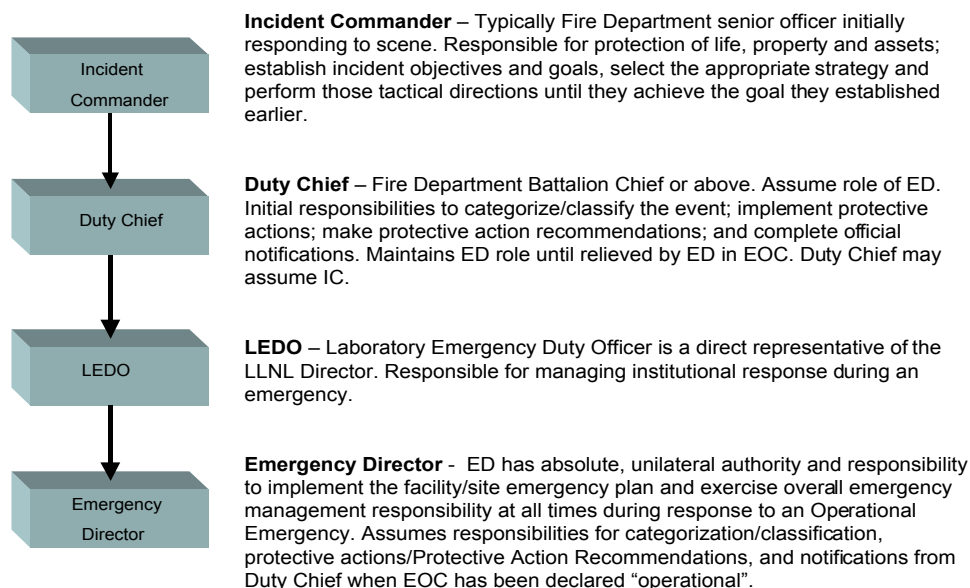 Incident
Commander
Incident Commander – Typically Fire Department senior officer initially
responding to scene. Responsible for protection of life, property and assets;
establish incident objectives and goals, select the appropriate strategy and
perform those tactical directions until they achieve the goal they established
earlier.
Duty Chief
Duty Chief – Fire Department Battalion Chief or above. Assume role of ED.
Initial responsibilities to categorize/classify the event; implement protective
actions; make protective action recommendations; and complete official
notifications. Maintains ED role until relieved by ED in EOC. Duty Chief may
assume IC.
LEDO
LEDO – Laboratory Emergency Duty Officer is a direct representative of the
LLNL Director. Responsible for managing institutional response during an
emergency.
Emergency
Director
Emergency Director - ED has absolute, unilateral authority and responsibility
to implement the facility/site emergency plan and exercise overall emergency
management responsibility at all times during response to an Operational
Emergency. Assumes responsibilities for categorization/classification,
protective actions/Protective Action Recommendations, and notifications from
Duty Chief when EOC has been declared “operational”.